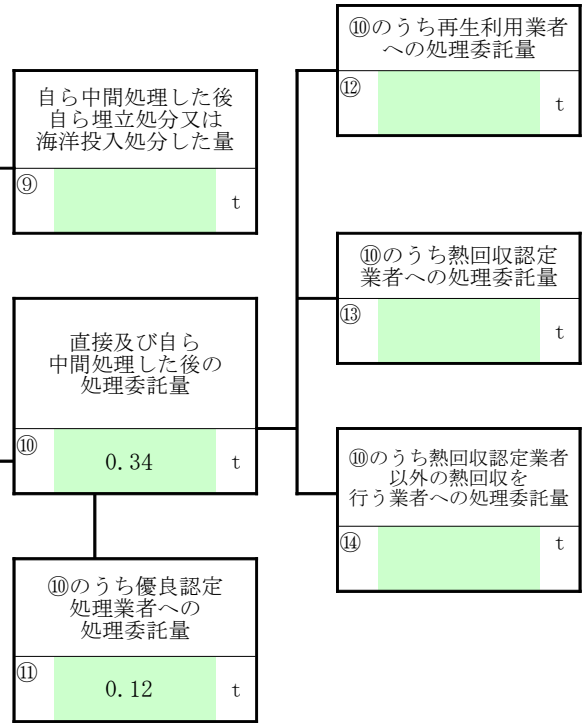 自ら中間処理した後
自ら埋立処分又は
海洋投入処分した量
⑨ t
直接及び自ら
中間処理した後の
処理委託量
⑩ 0.34 t
⑩のうち優良認定
処理業者への
処理委託量
⑪ 0.12 t
⑩のうち再生利用業者
への処理委託量
⑫ t
⑩のうち熱回収認定
業者への処理委託量
⑬ t
⑩のうち熱回収認定業者
以外の熱回収を
行う業者への処理委託量
⑭ t